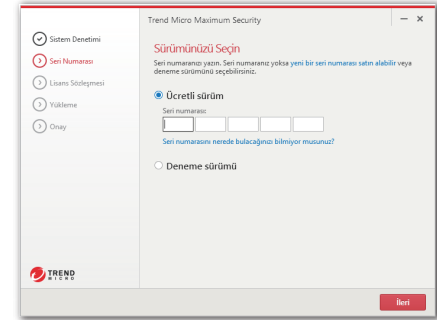 Trend Micro Maximum Security
Sistem Denetimi
Seri Numarası
Lisans Sözleşmesi
Yükleme
Onay
Sürümünüzü Seçin
Seri numaranızı yazın. Seri numaranız yoksa yeni bir seri numarası satın alabilir veya
deneme sürümünü seçebilirsiniz.
Ücretli sürüm
Seri numarası:
Seri numarasını nerede bulacağınızı bilmiyor musunuz?
Deneme sürümü
TREND
MICRO
İleri